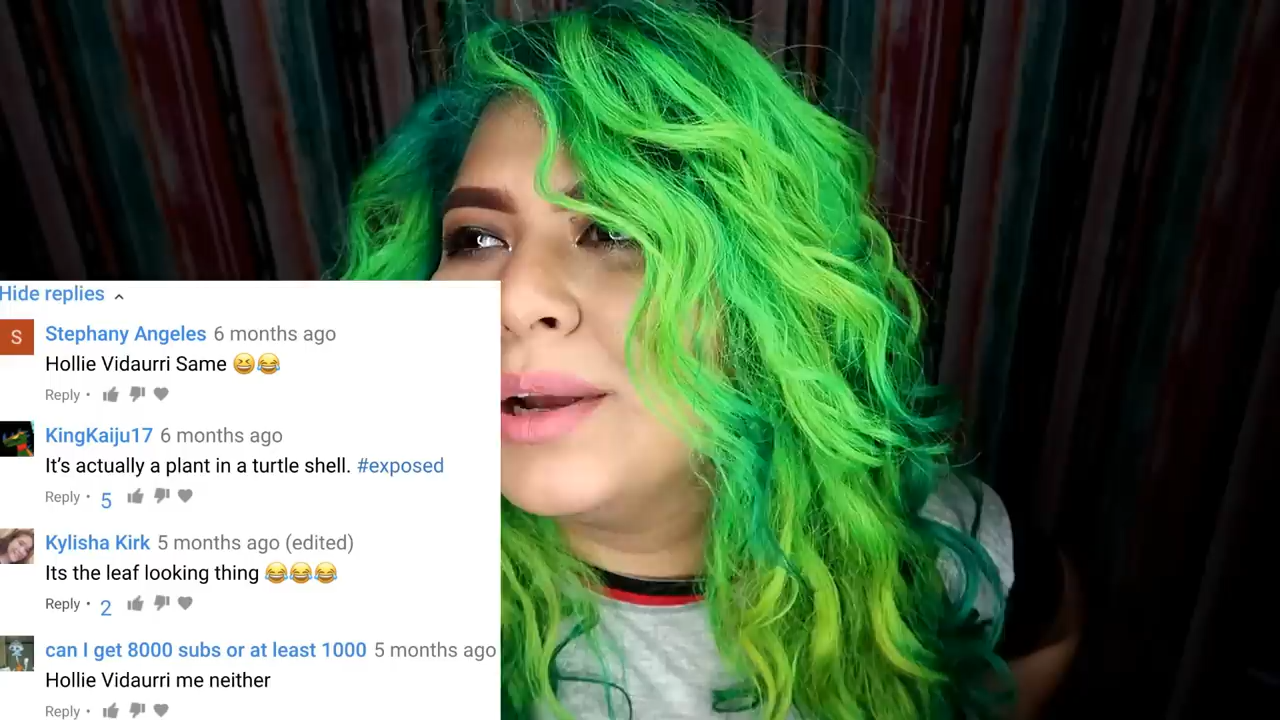 Hide replies
S
Stephany Angeles 6 months ago
Hollie Vidaurri Same 😆😂
Reply •
KingKaiju17 6 months ago
It’s actually a plant in a turtle shell. #exposed
Reply • 5
Kylisha Kirk 5 months ago (edited)
Its the leaf looking thing 😂😂😂
Reply • 2
can I get 8000 subs or at least 1000 5 months ago
Hollie Vidaurri me neither
Reply •